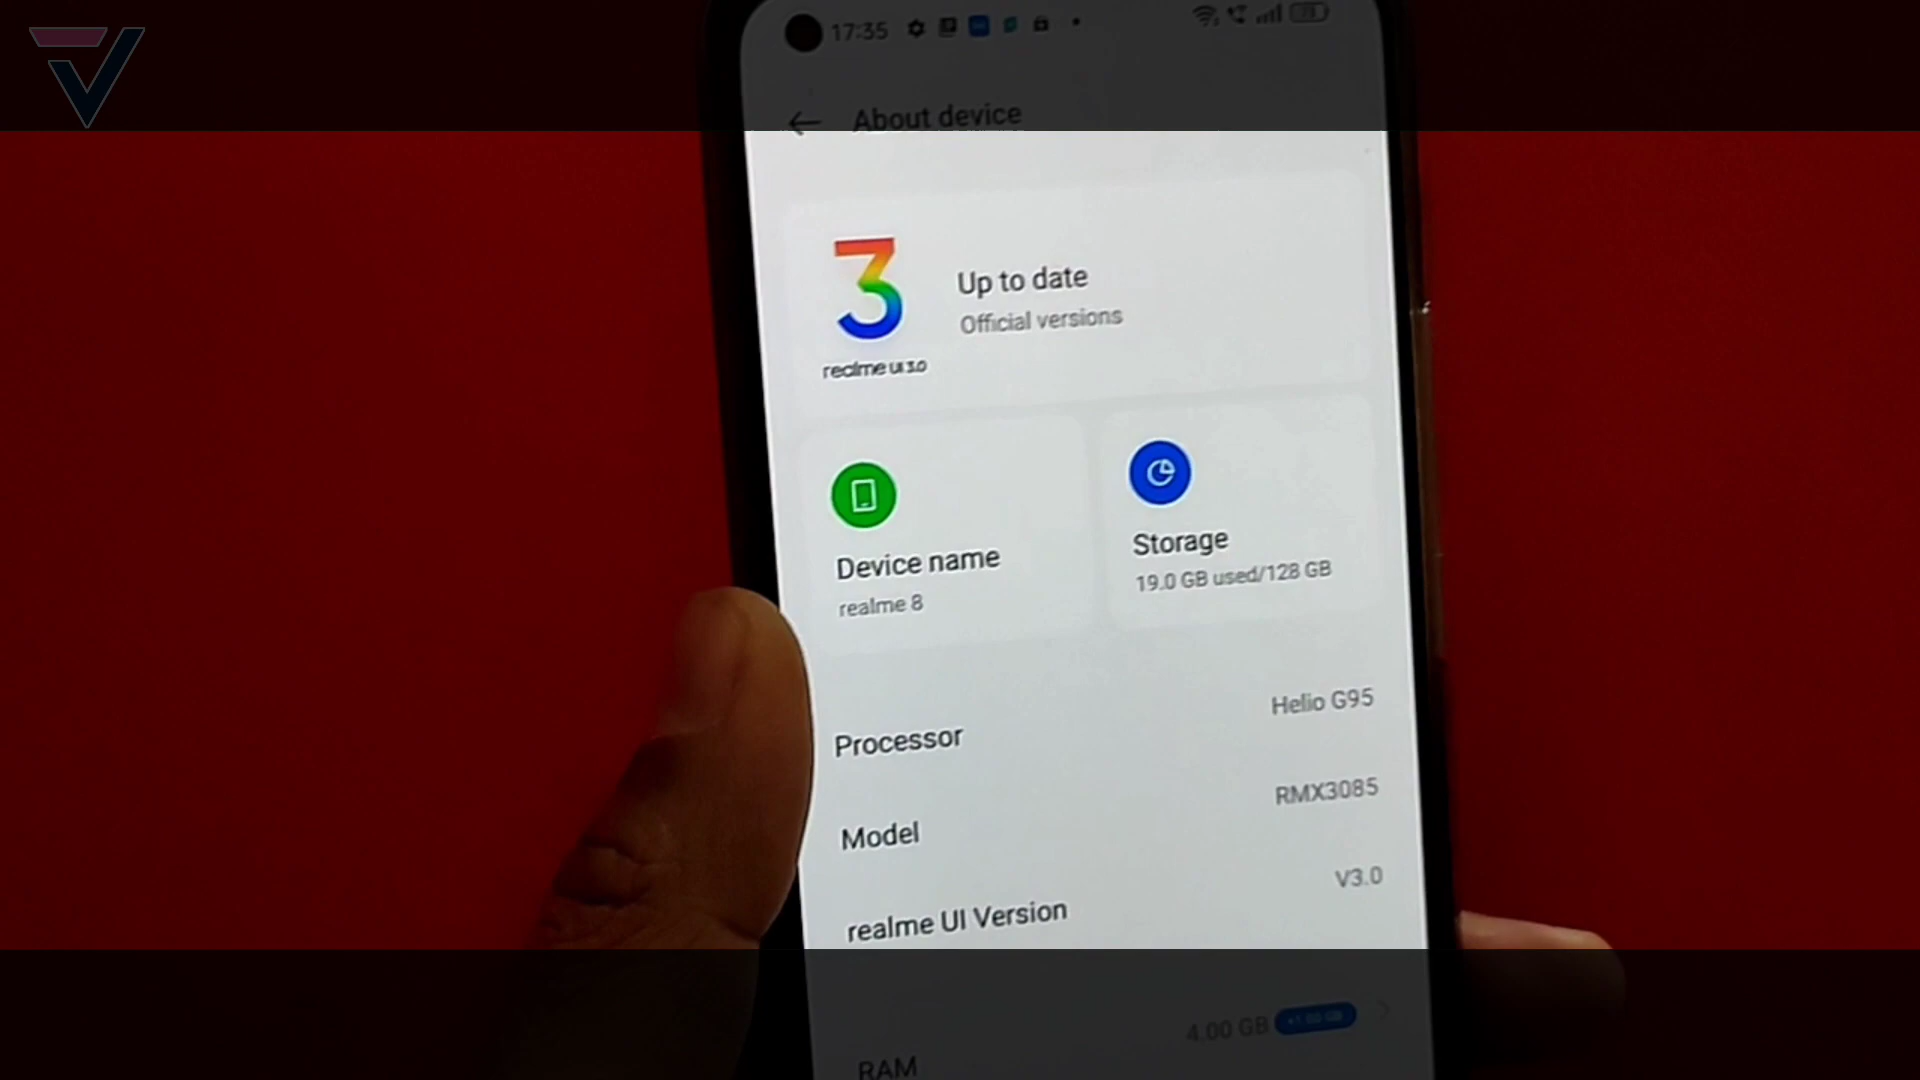 17:35
About device
Up to date
Official versions
realme UI 3.0
Device name
realme 8
Storage
19.0 GB used/128 GB
Processor
Helio G95
Model
RMX3085
realme UI Version
V3.0
RAM
4.00 GB